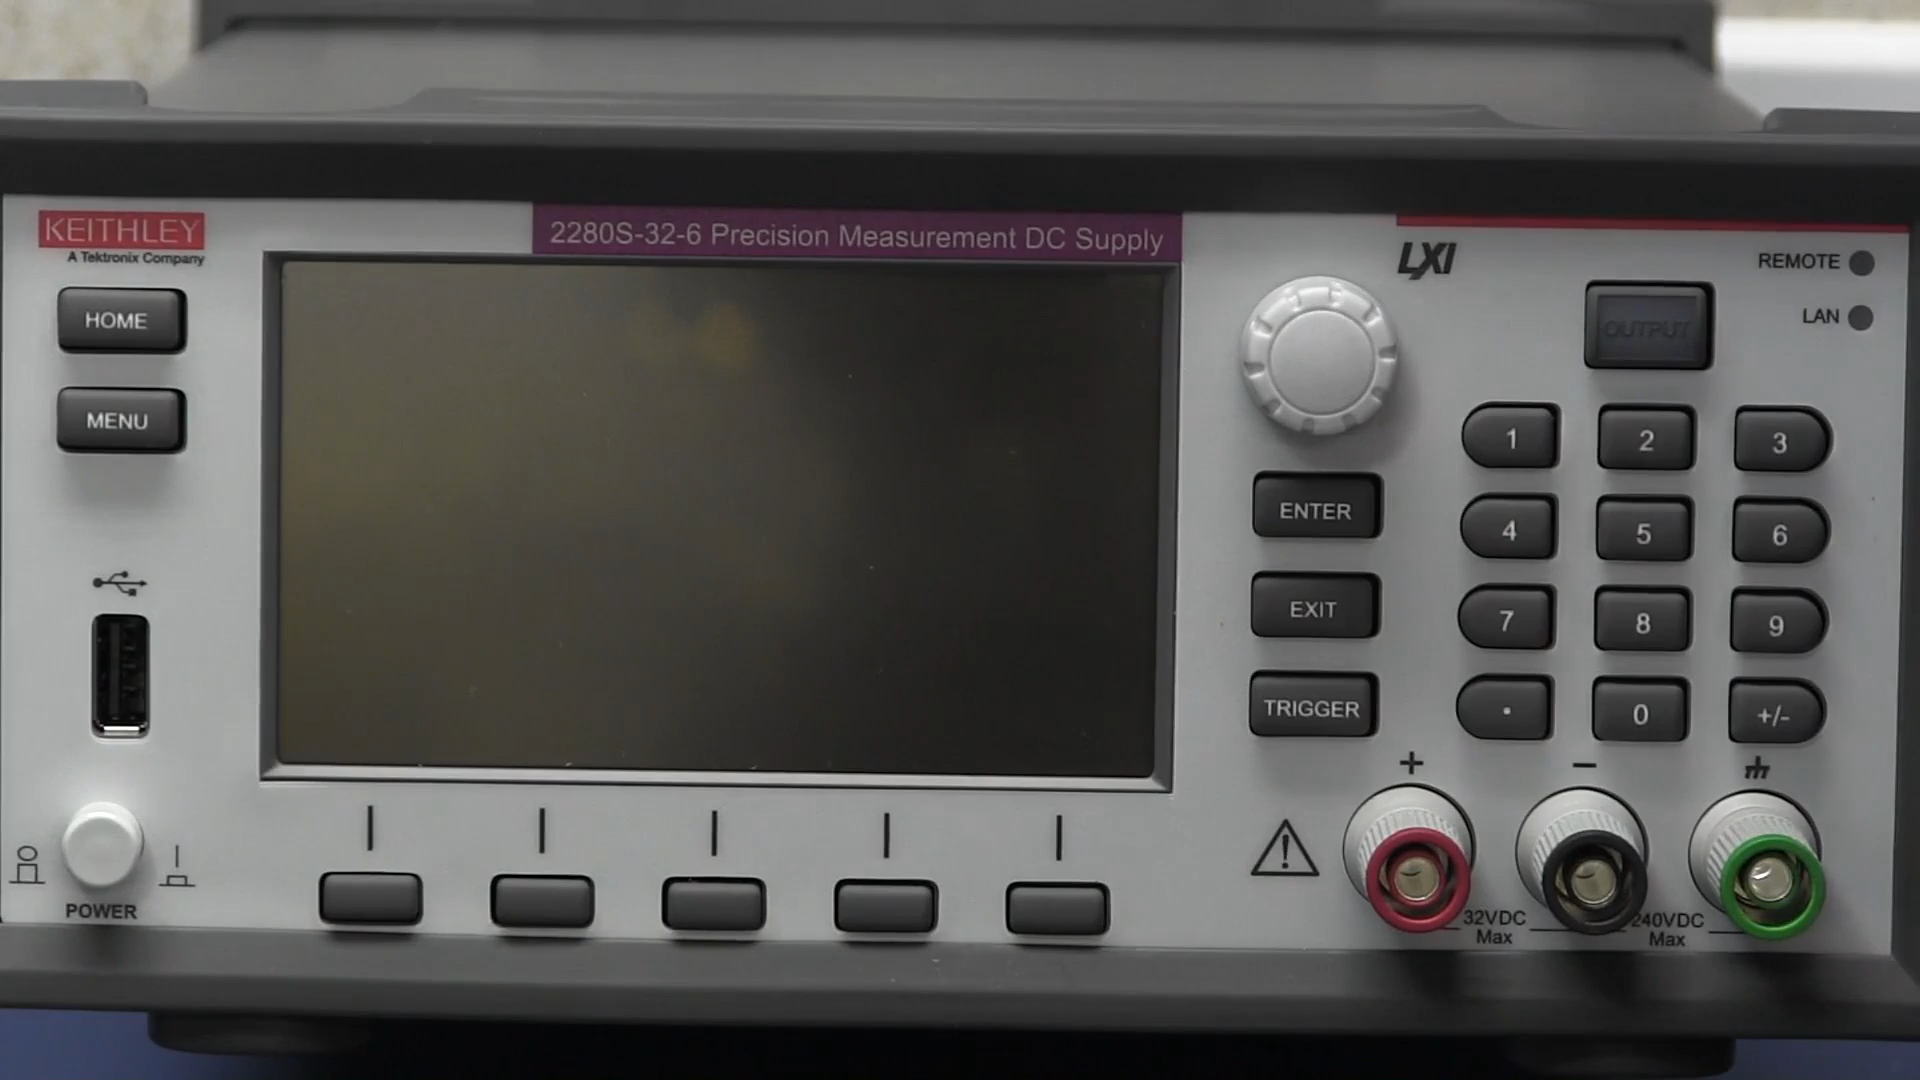 KEITHLEY
A Tektronix Company
2280S-32-6 Precision Measurement DC Supply
LXI
REMOTE
LAN
HOME
MENU
OUTPUT
ENTER
EXIT
TRIGGER
1 2 3
4 5 6
7 8 9
. 0 +/-
+ −
POWER
32VDC
Max
240VDC
Max